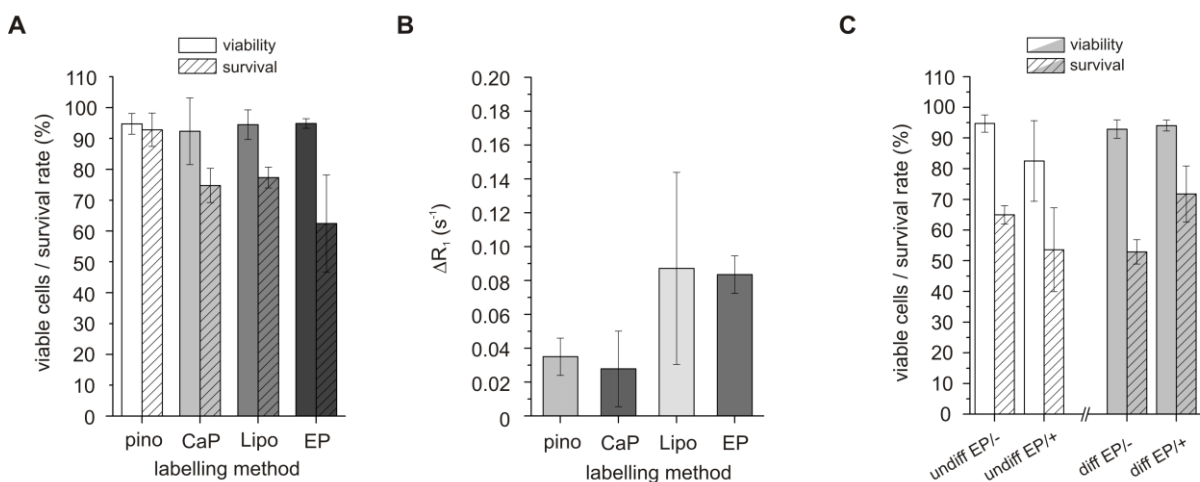 A
viability
survival
viable cells / survival rate (%)
110
100
90
80
70
60
50
40
30
20
10
0
pino CaP Lipo EP
labelling method
B
ΔR₁ (s⁻¹)
0.20
0.18
0.16
0.14
0.12
0.10
0.08
0.06
0.04
0.02
0
pino CaP Lipo EP
labelling method
C
viability
survival
viable cells / survival rate (%)
110
100
90
80
70
60
50
40
30
20
10
0
undiff EP/- undiff EP/+ diff EP/- diff EP/+